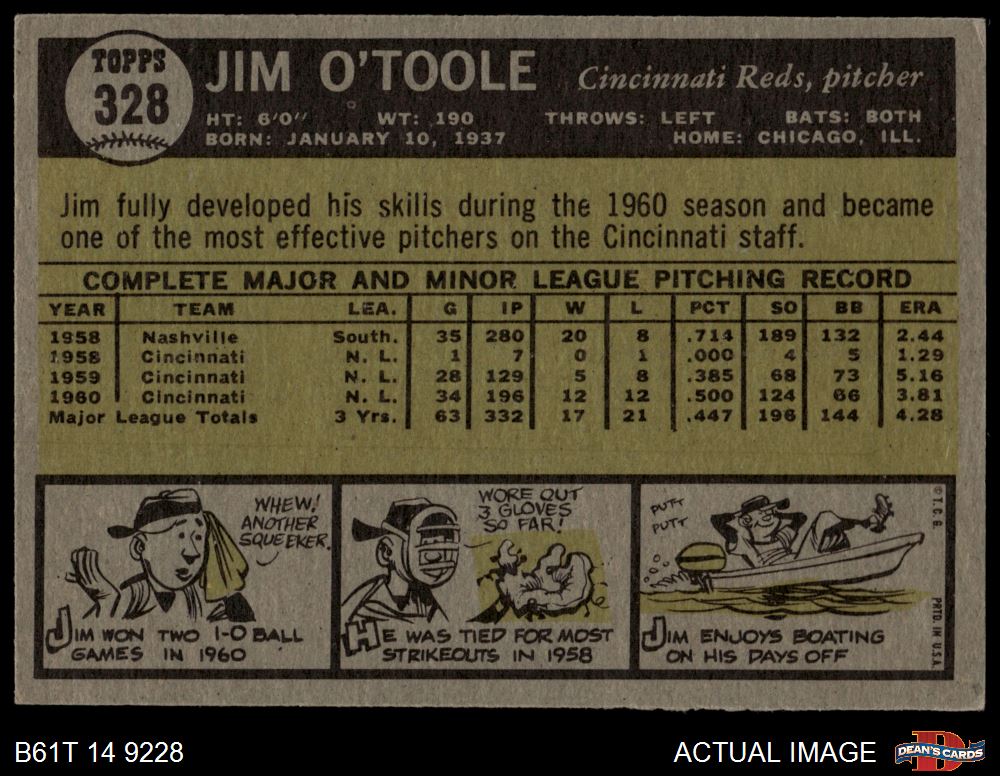 TOPPS
328
JIM O'TOOLE Cincinnati Reds, pitcher
HT: 6'0" WT: 190 THROWS: LEFT BATS: BOTH
BORN: JANUARY 10, 1937 HOME: CHICAGO, ILL.
Jim fully developed his skills during the 1960 season and became
one of the most effective pitchers on the Cincinnati staff.
COMPLETE MAJOR AND MINOR LEAGUE PITCHING RECORD
YEAR TEAM LEA. G IP W L PCT SO BB ERA
1958 Nashville South. 35 280 20 8 .714 189 132 2.44
1958 Cincinnati N. L. 1 7 0 1 .000 4 5 1.29
1959 Cincinnati N. L. 28 129 5 8 .385 68 73 5.16
1960 Cincinnati N. L. 34 196 12 12 .500 124 66 3.81
Major League Totals 3 Yrs. 63 332 17 21 .447 196 144 4.28
WHEW!
ANOTHER
SQUEEKER.
JIM WON TWO 1-0 BALL
GAMES IN 1960
WORE OUT
3 GLOVES
SO FAR!
HE WAS TIED FOR MOST
STRIKEOUTS IN 1958
PUTT
PUTT
JIM ENJOYS BOATING
ON HIS DAYS OFF
© T. C. G. PRTD. IN U.S.A.
B61T 14 9228
ACTUAL IMAGE
DEAN'S CARDS